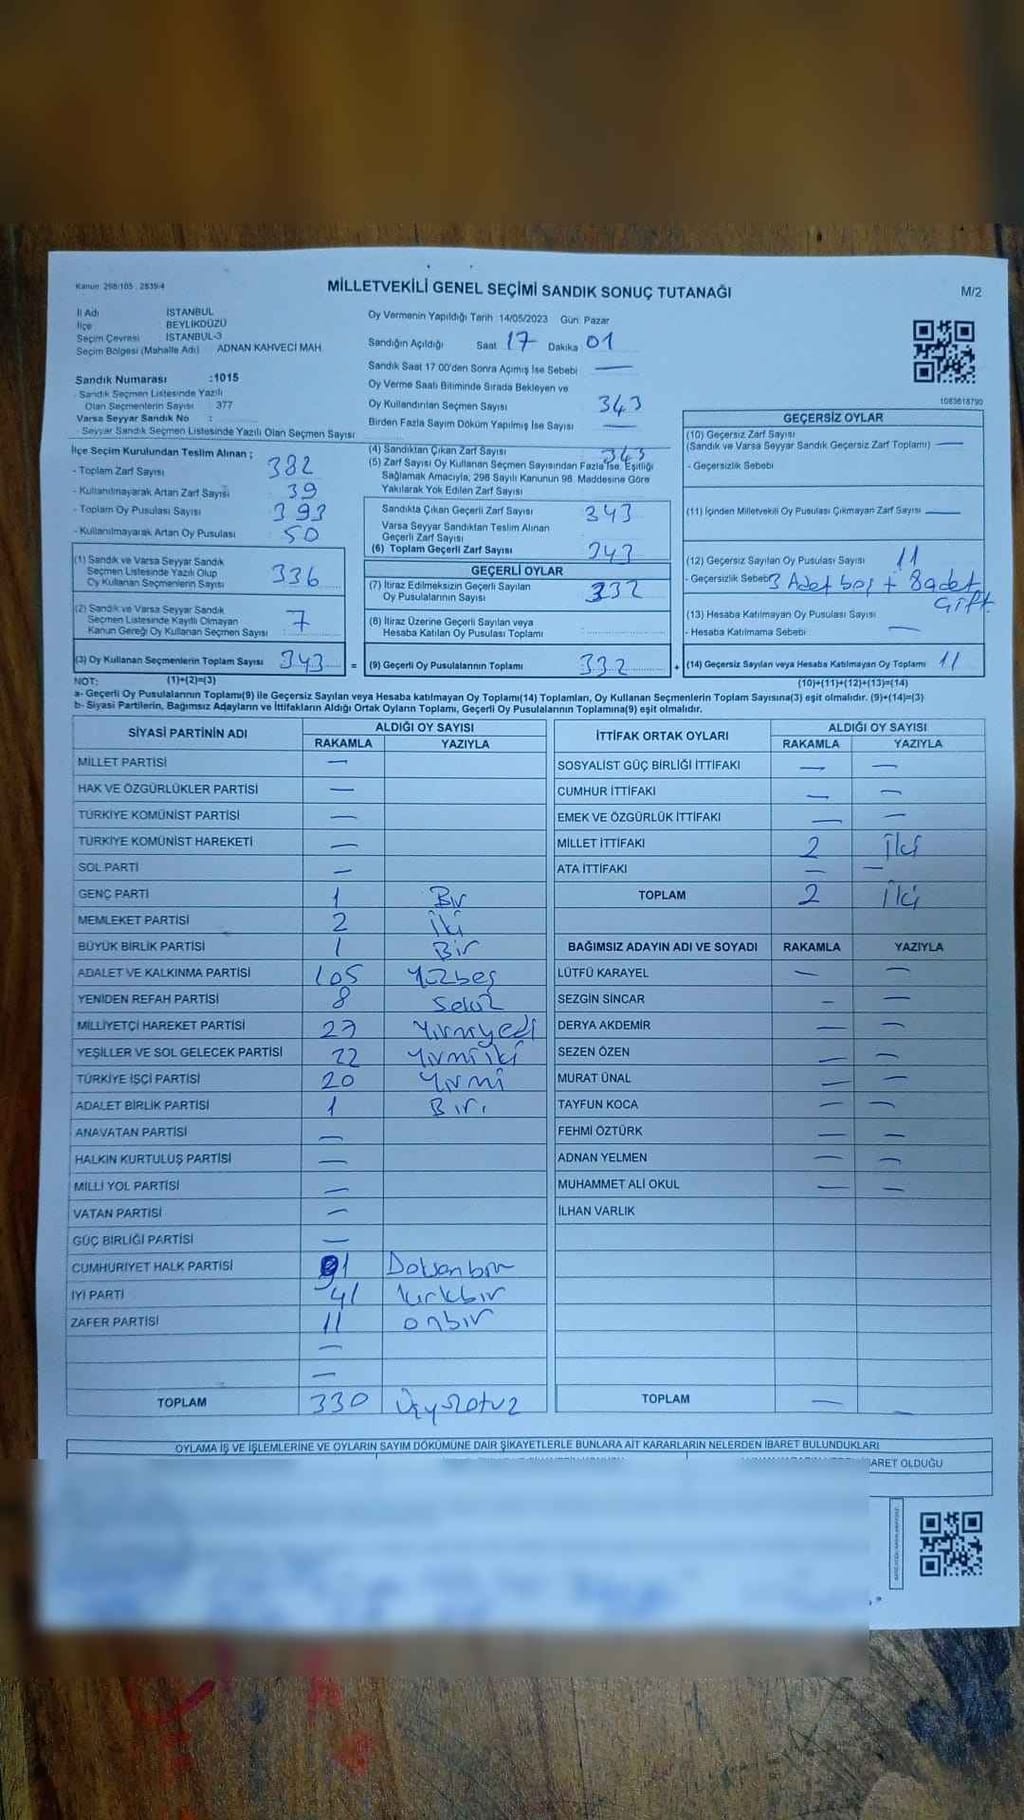 Kanun 298/105 , 2839/4
MİLLETVEKİLİ GENEL SEÇİMİ SANDIK SONUÇ TUTANAĞI
M/2
İl Adı İSTANBUL
İlçe BEYLİKDÜZÜ
Seçim Çevresi İSTANBUL-3
Seçim Bölgesi (Mahalle Adı) ADNAN KAHVECİ MAH.
Sandık Numarası :1015
- Sandık Seçmen Listesinde Yazılı
Olan Seçmenlerin Sayısı 377
Varsa Seyyar Sandık No :
- Seyyar Sandık Seçmen Listesinde Yazılı Olan Seçmen Sayısı
Oy Vermenin Yapıldığı Tarih 14/05/2023 Gün: Pazar
Sandığın Açıldığı Saat 17 Dakika 01
Sandık Saat 17 00'den Sonra Açımış İse Sebebi —
Oy Verme Saati Bitiminde Sırada Bekleyen ve
Oy Kullandırılan Seçmen Sayısı 343
Birden Fazla Sayım Döküm Yapılmış İse Sayısı —
1083618790
İlçe Seçim Kurulundan Teslim Alınan ;
- Toplam Zarf Sayısı 382
- Kullanılmayarak Artan Zarf Sayısı 39
- Toplam Oy Pusulası Sayısı 393
- Kullanılmayarak Artan Oy Pusulası 50
(1) Sandık ve Varsa Seyyar Sandık
Seçmen Listesinde Yazılı Olup
Oy Kullanan Seçmenlerin Sayısı 336
(2) Sandık ve Varsa Seyyar Sandık
Seçmen Listesinde Kayıtlı Olmayan
Kanun Gereği Oy Kullanan Seçmen Sayısı 7
(3) Oy Kullanan Seçmenlerin Toplam Sayısı 343 =
(4) Sandıktan Çıkan Zarf Sayısı 343
(5) Zarf Sayısı Oy Kullanan Seçmen Sayısından Fazla İse, Eşitliği
Sağlamak Amacıyla, 298 Sayılı Kanunun 98. Maddesine Göre
Yakılarak Yok Edilen Zarf Sayısı
Sandıkta Çıkan Geçerli Zarf Sayısı 343
Varsa Seyyar Sandıktan Teslim Alınan
Geçerli Zarf Sayısı
(6) Toplam Geçerli Zarf Sayısı 343
GEÇERLİ OYLAR
(7) İtiraz Edilmeksizin Geçerli Sayılan
Oy Pusulalarının Sayısı 332
(8) İtiraz Üzerine Geçerli Sayılan veya
Hesaba Katılan Oy Pusulası Toplamı
(9) Geçerli Oy Pusulalarının Toplamı 332 +
GEÇERSİZ OYLAR
(10) Geçersiz Zarf Sayısı
(Sandık ve Varsa Seyyar Sandık Geçersiz Zarf Toplamı) —
- Geçersizlik Sebebi
(11) İçinden Milletvekili Oy Pusulası Çıkmayan Zarf Sayısı —
(12) Geçersiz Sayılan Oy Pusulası Sayısı 11
- Geçersizlik Sebebi 3 Adet boş + 8 adet
çift
(13) Hesaba Katılmayan Oy Pusulası Sayısı —
- Hesaba Katılmama Sebebi
(14) Geçersiz Sayılan veya Hesaba Katılmayan Oy Toplamı 11
NOT: (1)+(2)=(3)
(10)+(11)+(12)+(13)=(14)
a- Geçerli Oy Pusulalarının Toplamı(9) ile Geçersiz Sayılan veya Hesaba katılmayan Oy Toplamı(14) Toplamları, Oy Kullanan Seçmenlerin Toplam Sayısına(3) eşit olmalıdır. (9)+(14)=(3)
b- Siyasi Partilerin, Bağımsız Adayların ve İttifakların Aldığı Ortak Oyların Toplamı, Geçerli Oy Pusulalarının Toplamına(9) eşit olmalıdır.
SİYASİ PARTİNİN ADI ALDIĞI OY SAYISI
RAKAMLA YAZIYLA
MİLLET PARTİSİ —
HAK VE ÖZGÜRLÜKLER PARTİSİ —
TÜRKİYE KOMÜNİST PARTİSİ —
TÜRKİYE KOMÜNİST HAREKETİ —
SOL PARTİ —
GENÇ PARTİ 1 Bir
MEMLEKET PARTİSİ 2 İki
BÜYÜK BİRLİK PARTİSİ 1 Bir
ADALET VE KALKINMA PARTİSİ 105 Yüzbeş
YENİDEN REFAH PARTİSİ 8 Sekiz
MİLLİYETÇİ HAREKET PARTİSİ 27 Yirmiyedi
YEŞİLLER VE SOL GELECEK PARTİSİ 22 Yirmiiki
TÜRKİYE İŞÇİ PARTİSİ 20 Yirmi
ADALET BİRLİK PARTİSİ 1 Bir
ANAVATAN PARTİSİ —
HALKIN KURTULUŞ PARTİSİ —
MİLLİ YOL PARTİSİ —
VATAN PARTİSİ —
GÜÇ BİRLİĞİ PARTİSİ —
CUMHURİYET HALK PARTİSİ 91 Doksanbir
İYİ PARTİ 41 Kırkbir
ZAFER PARTİSİ 11 onbir
—
—
TOPLAM 330 Üçyüzotuz
İTTİFAK ORTAK OYLARI ALDIĞI OY SAYISI
RAKAMLA YAZIYLA
SOSYALİST GÜÇ BİRLİĞİ İTTİFAKI — —
CUMHUR İTTİFAKI — —
EMEK VE ÖZGÜRLÜK İTTİFAKI — —
MİLLET İTTİFAKI 2 İki
ATA İTTİFAKI — —
TOPLAM 2 İki
BAĞIMSIZ ADAYIN ADI VE SOYADI RAKAMLA YAZIYLA
LÜTFÜ KARAYEL — —
SEZGİN SİNCAR — —
DERYA AKDEMİR — —
SEZEN ÖZEN — —
MURAT ÜNAL — —
TAYFUN KOCA — —
FEHMİ ÖZTÜRK — —
ADNAN YELMEN — —
MUHAMMET ALİ OKUL — —
İLHAN VARLIK
TOPLAM — —
OYLAMA İŞ VE İŞLEMLERİNE VE OYLARIN SAYIM DÖKÜMÜNE DAİR ŞİKAYETLERLE BUNLARA AİT KARARLARIN NELERDEN İBARET BULUNDUKLARI
BARET OLDUĞU